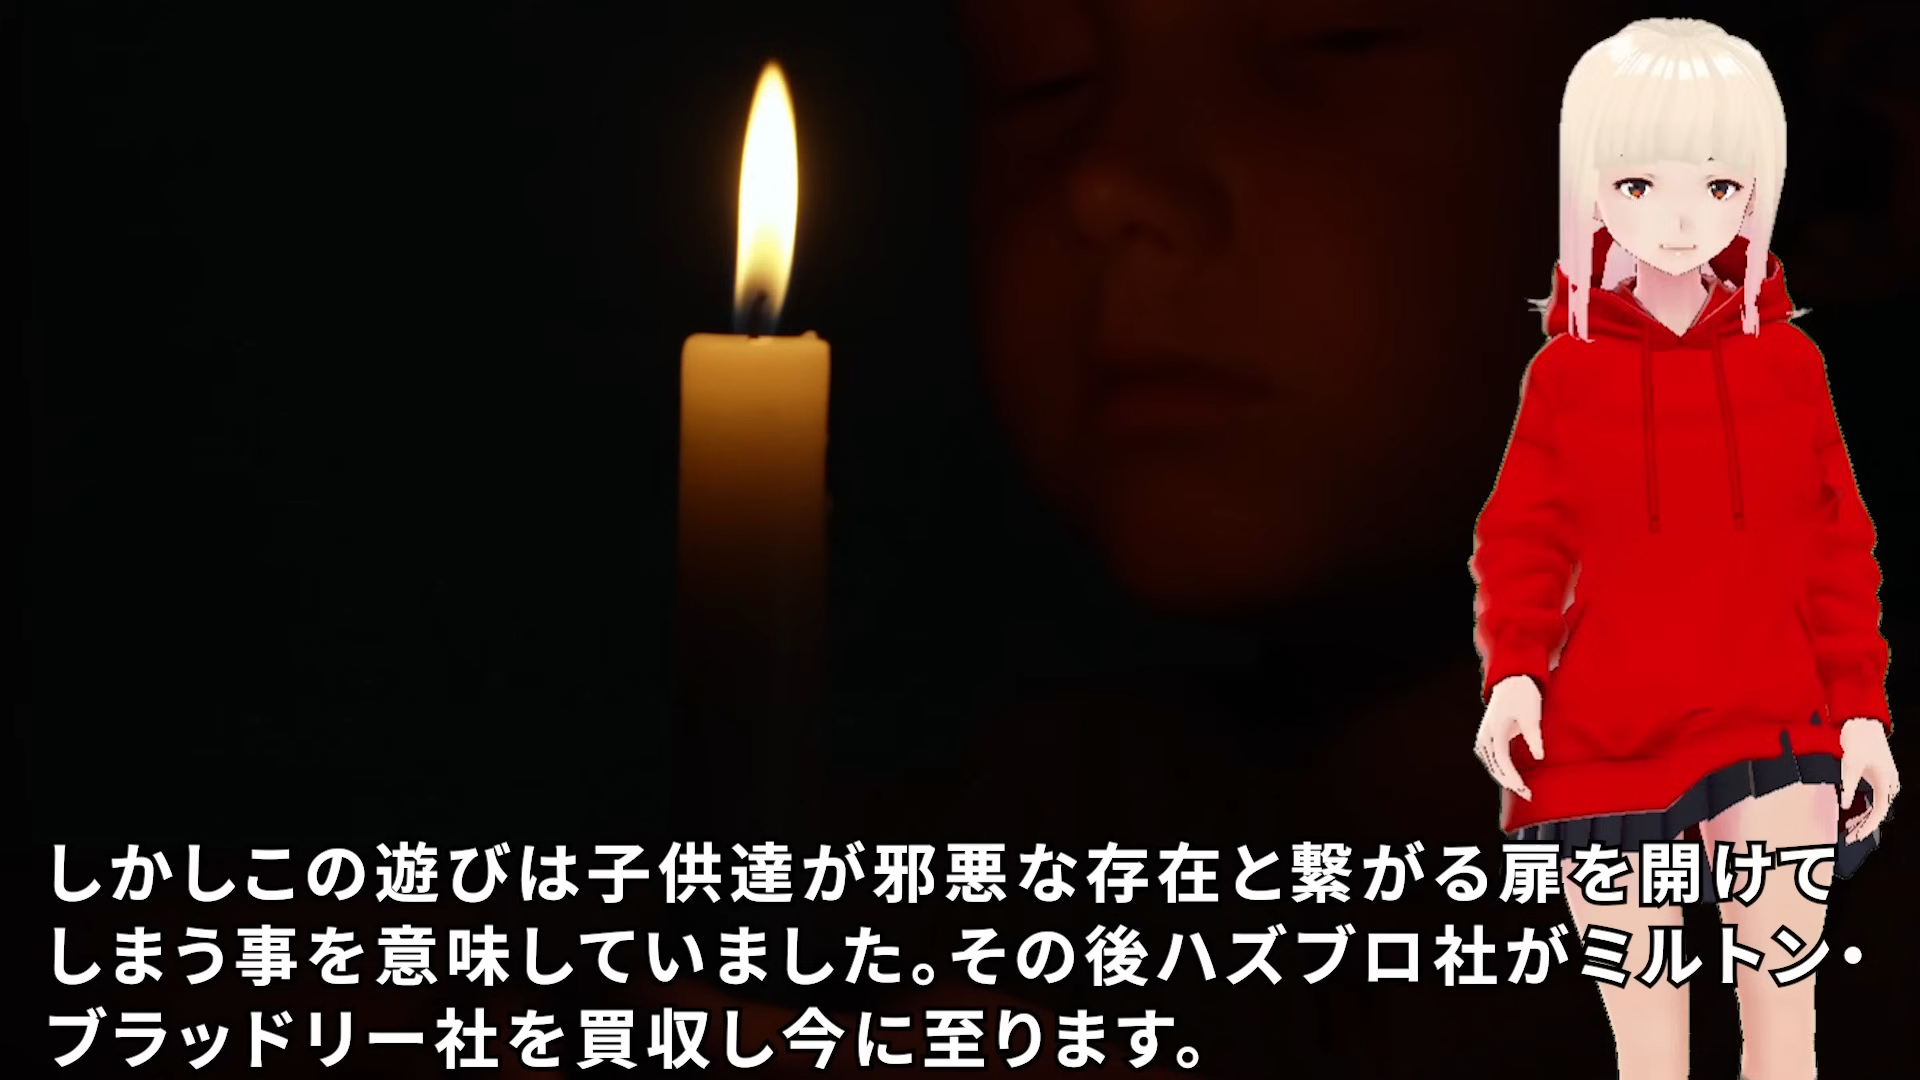 しかしこの遊びは子供達が邪悪な存在と繋がる扉を開けて
しまう事を意味していました。その後ハズブロ社がミルトン・
ブラッドリー社を買収し今に至ります。